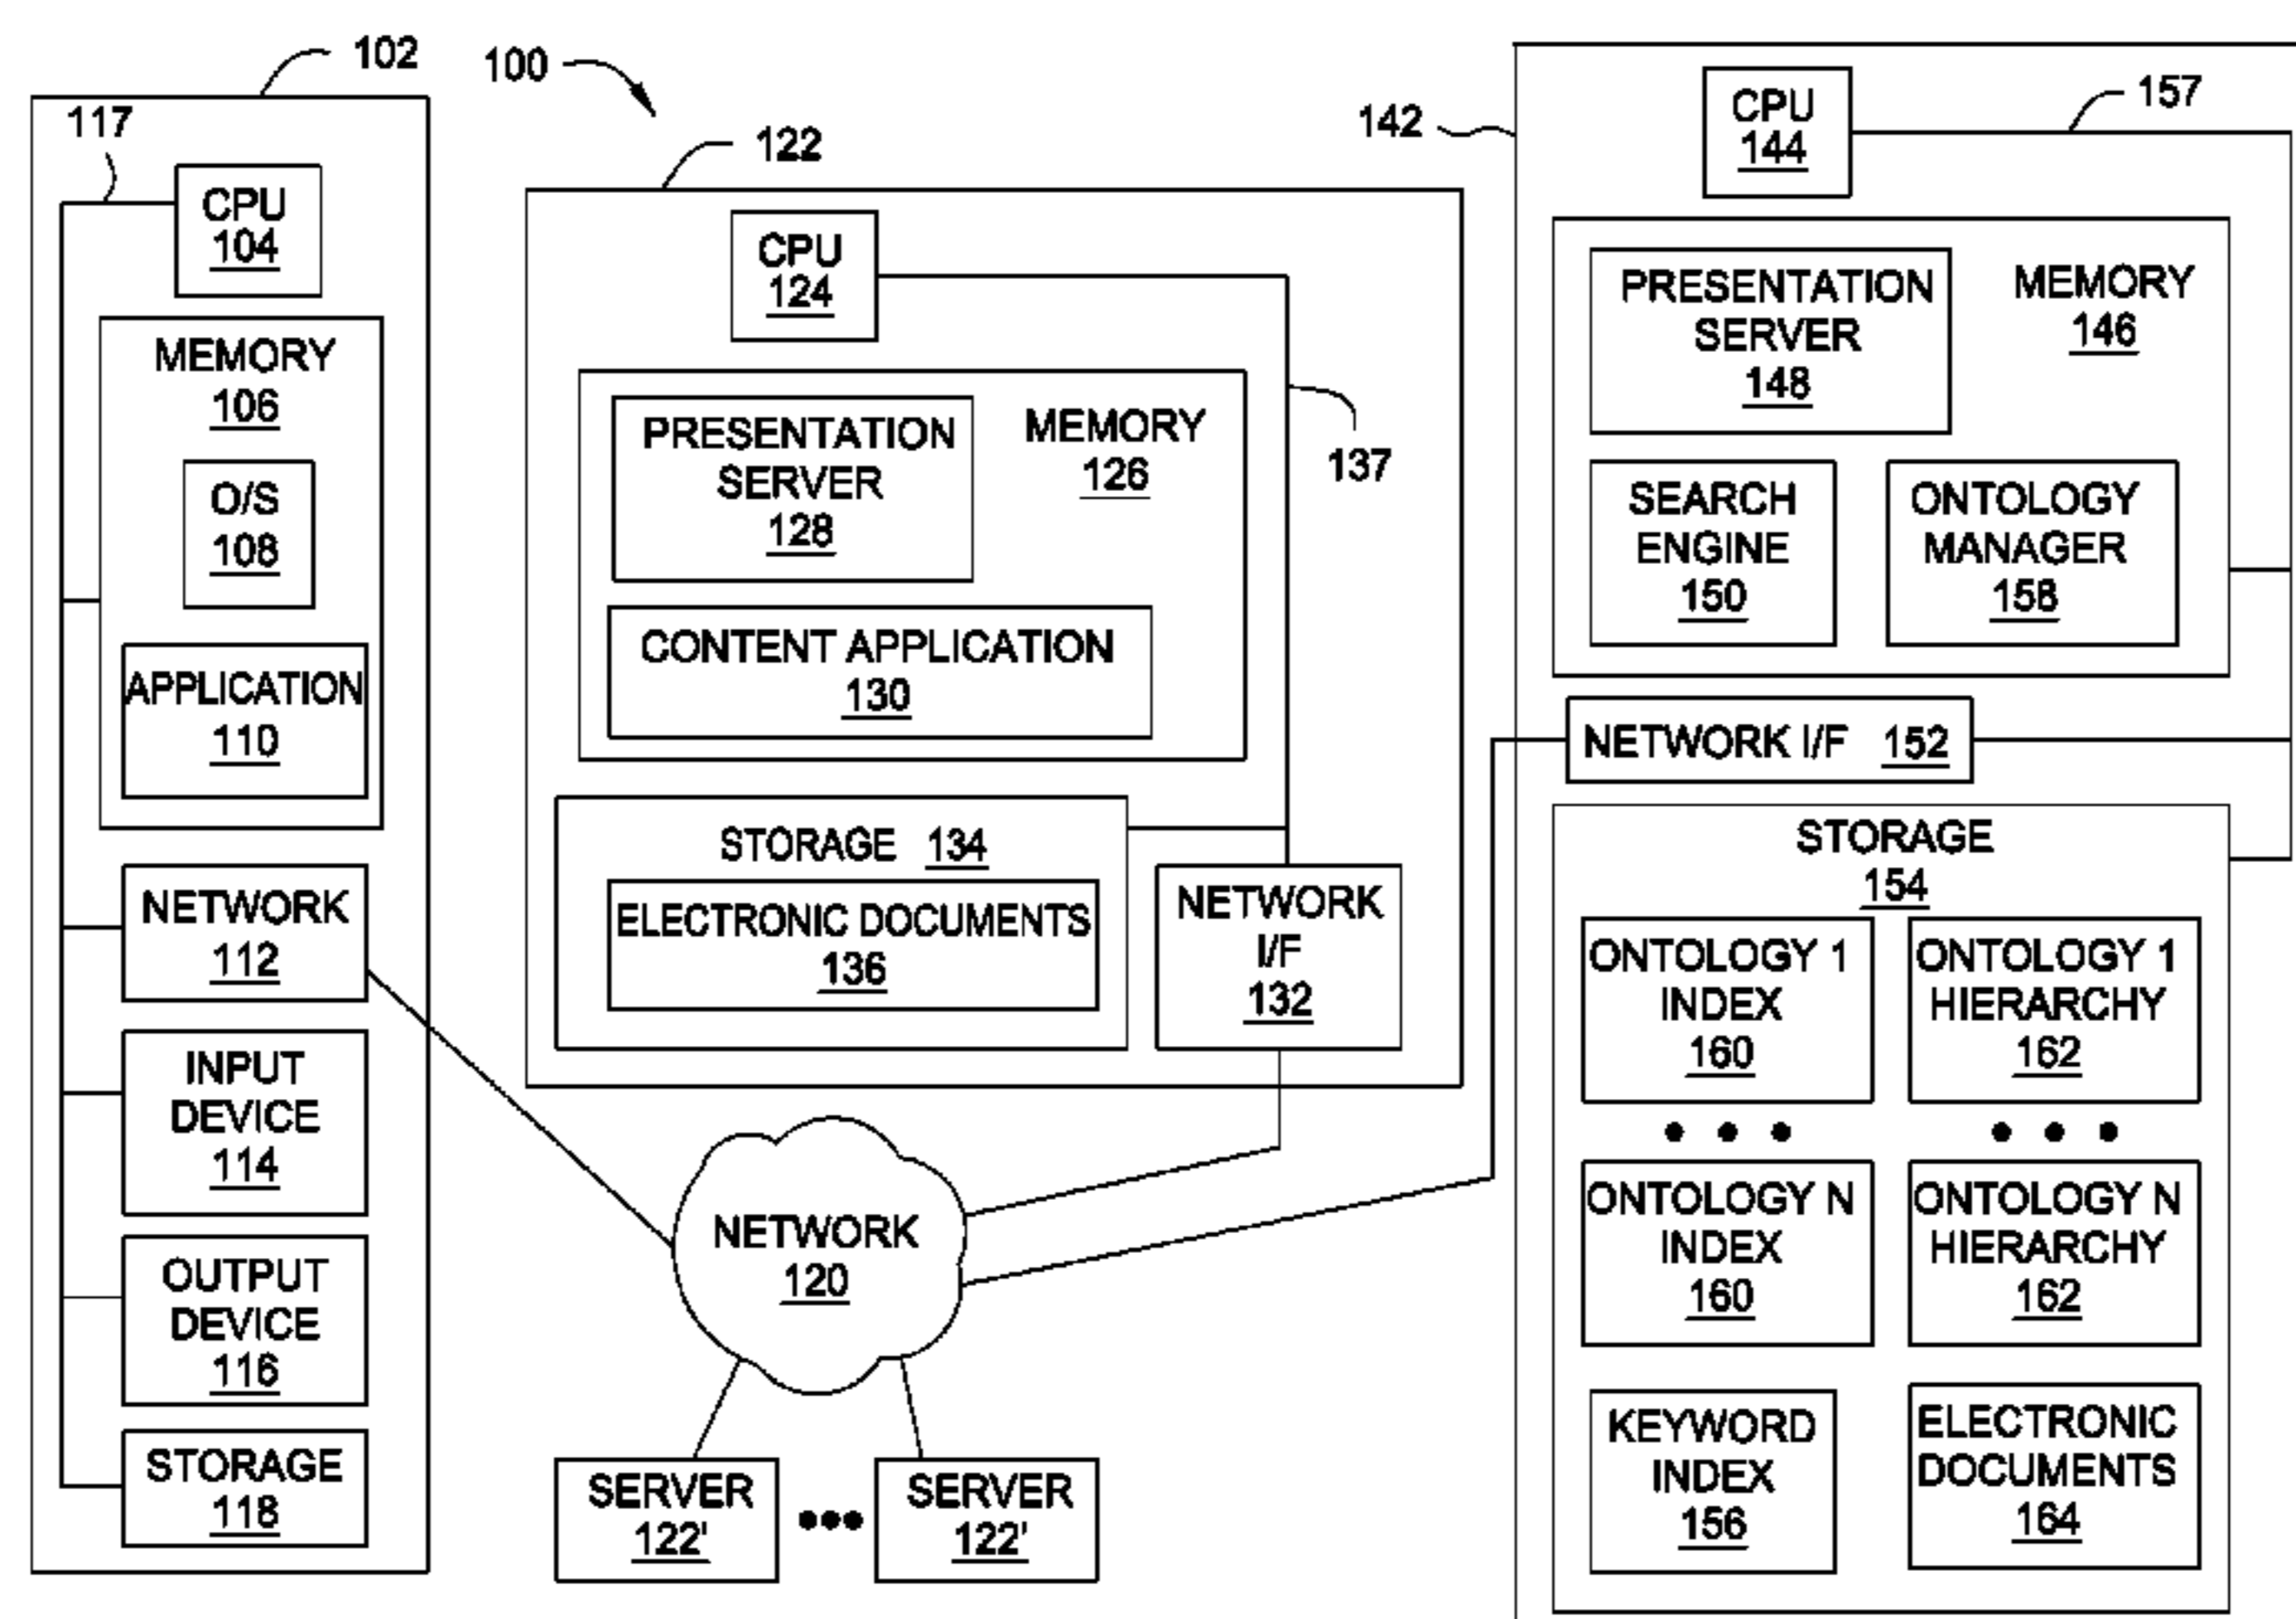 102
117
CPU
104
MEMORY
106
O/S
108
APPLICATION
110
NETWORK
112
INPUT
DEVICE
114
OUTPUT
DEVICE
116
STORAGE
118
100
122
CPU
124
137
PRESENTATION
SERVER
128
MEMORY
126
CONTENT APPLICATION
130
STORAGE 134
ELECTRONIC DOCUMENTS
136
NETWORK
I/F
132
NETWORK
120
SERVER
122'
•••
SERVER
122'
142
CPU
144
157
PRESENTATION
SERVER
148
MEMORY
146
SEARCH
ENGINE
150
ONTOLOGY
MANAGER
158
NETWORK I/F 152
STORAGE
154
ONTOLOGY 1
INDEX
160
ONTOLOGY 1
HIERARCHY
162
• • •
• • •
ONTOLOGY N
INDEX
160
ONTOLOGY N
HIERARCHY
162
KEYWORD
INDEX
156
ELECTRONIC
DOCUMENTS
164